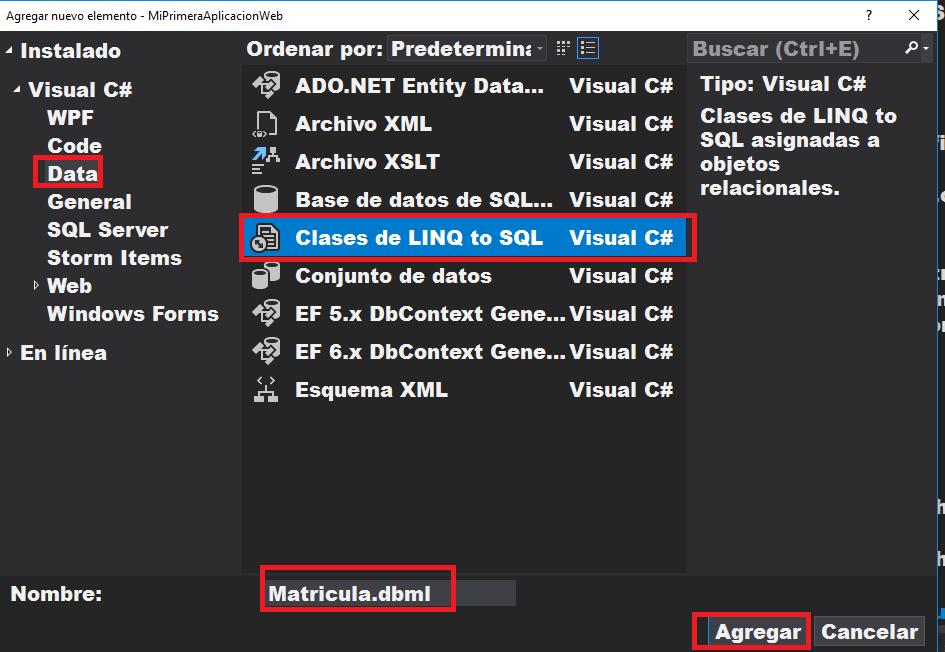 Agregar nuevo elemento - MiPrimeraAplicacionWeb
?
Instalado
Visual C#
WPF
Code
Data
General
SQL Server
Storm Items
Web
Windows Forms
En línea
Ordenar por: Predetermina
ADO.NET Entity Data... Visual C#
Archivo XML Visual C#
Archivo XSLT Visual C#
Base de datos de SQL... Visual C#
Clases de LINQ to SQL Visual C#
Conjunto de datos Visual C#
EF 5.x DbContext Gene... Visual C#
EF 6.x DbContext Gene... Visual C#
Esquema XML Visual C#
Buscar (Ctrl+E)
Tipo: Visual C#
Clases de LINQ to
SQL asignadas a
objetos
relacionales.
Nombre: Matricula.dbml
Agregar Cancelar